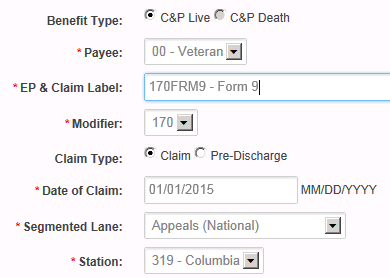 Benefit Type: C&P Live C&P Death
* Payee: 00 - Veteran
* EP & Claim Label: 170FRM9 - Form 9
* Modifier: 170
Claim Type: Claim Pre-Discharge
* Date of Claim: 01/01/2015 MM/DD/YYYY
* Segmented Lane: Appeals (National)
* Station: 319 - Columbia